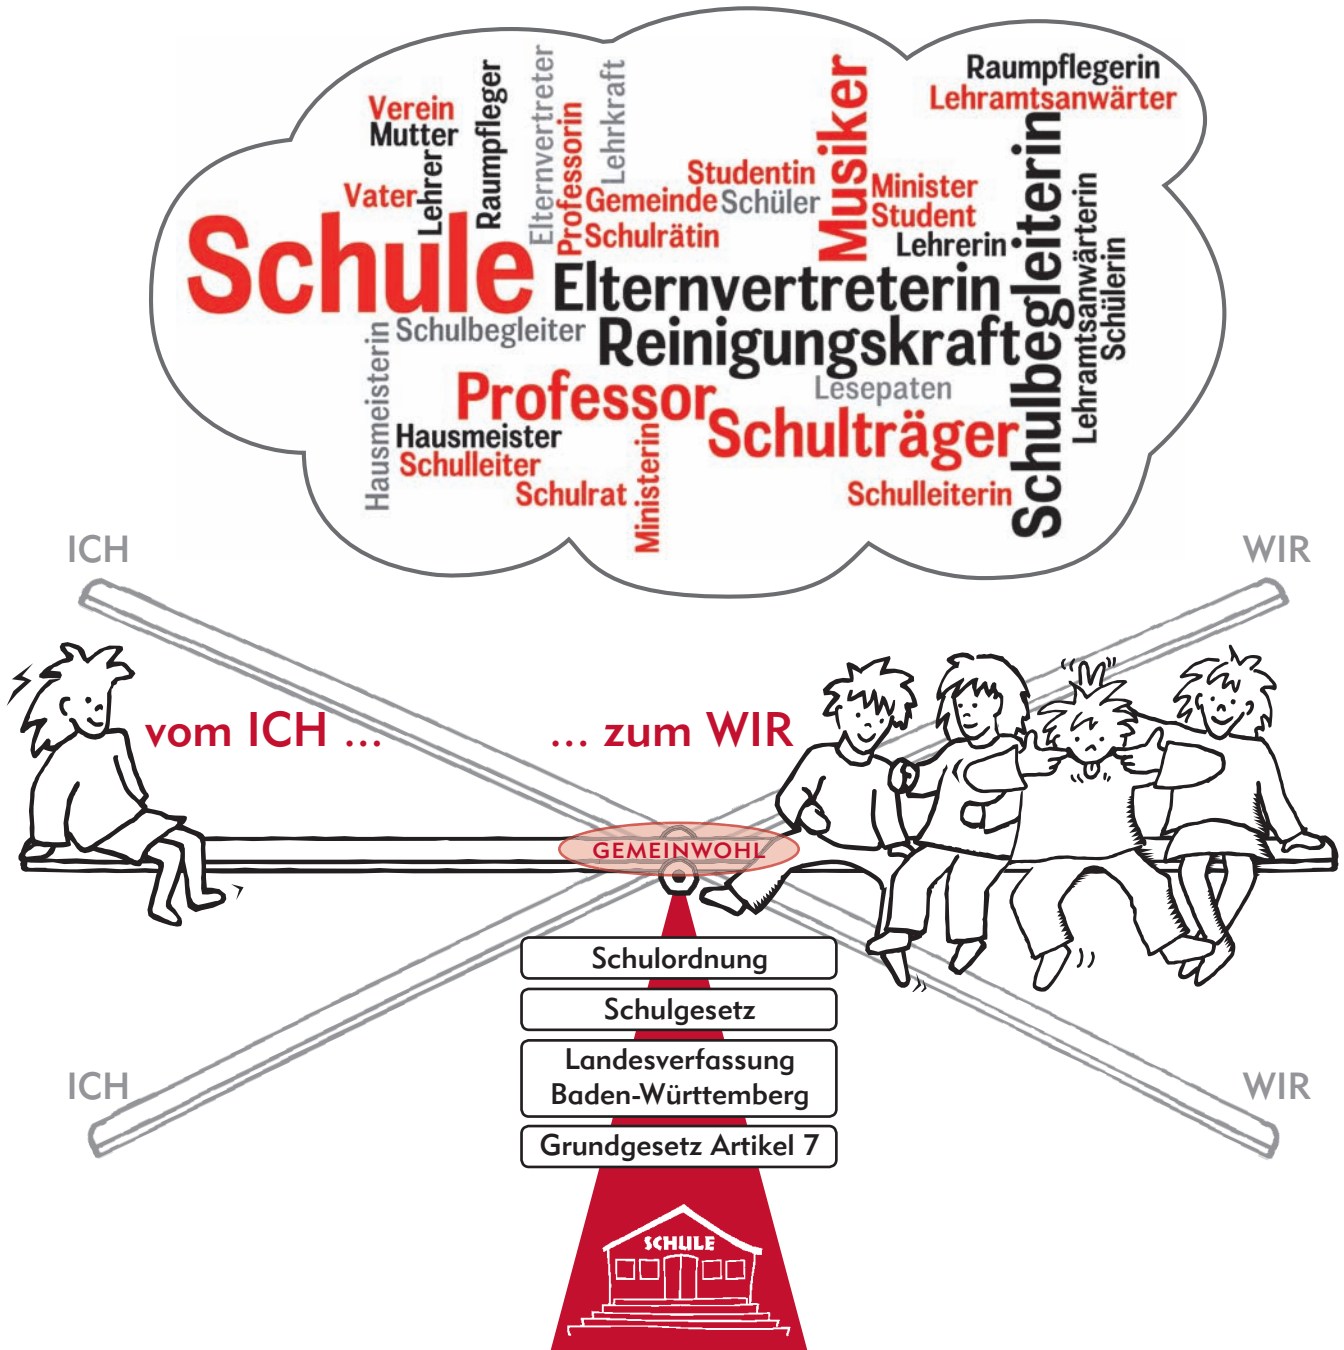 Raumpflegerin
Lehramtsanwärter
Verein
Mutter
Vater
Lehrer
Raumpfleger
Elternvertreter
Professorin
Lehrkraft
Studentin
Gemeinde
Schüler
Schulrätin
Musiker
Minister
Student
Lehrerin
Schulbegleiterin
Lehramtsanwärterin
Schülerin
Schule
Elternvertreterin
Schulbegleiter
Reinigungskraft
Hausmeisterin
Professor
Lesepaten
Hausmeister
Schulträger
Schulleiter
Schulrat
Ministerin
Schulleiterin
ICH
WIR
vom ICH ...
... zum WIR
GEMEINWOHL
Schulordnung
Schulgesetz
Landesverfassung
Baden-Württemberg
Grundgesetz Artikel 7
ICH
WIR
SCHULE